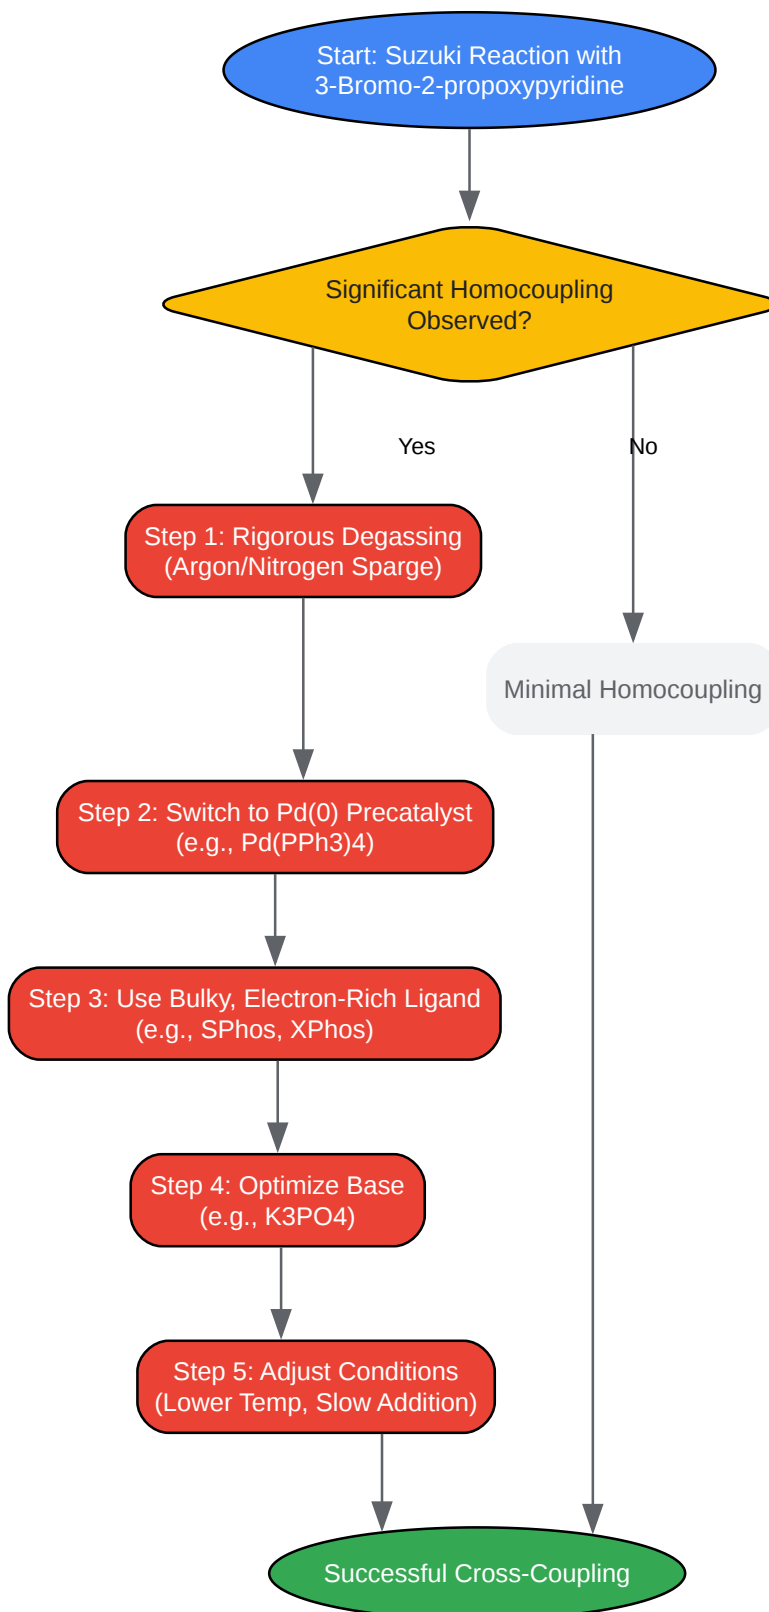 Start: Suzuki Reaction with
3-Bromo-2-propoxypyridine
Significant Homocoupling
Observed?
Yes
No
Step 1: Rigorous Degassing
(Argon/Nitrogen Sparge)
Minimal Homocoupling
Step 2: Switch to Pd(0) Precatalyst
(e.g., Pd(PPh3)4)
Step 3: Use Bulky, Electron-Rich Ligand
(e.g., SPhos, XPhos)
Step 4: Optimize Base
(e.g., K3PO4)
Step 5: Adjust Conditions
(Lower Temp, Slow Addition)
Successful Cross-Coupling